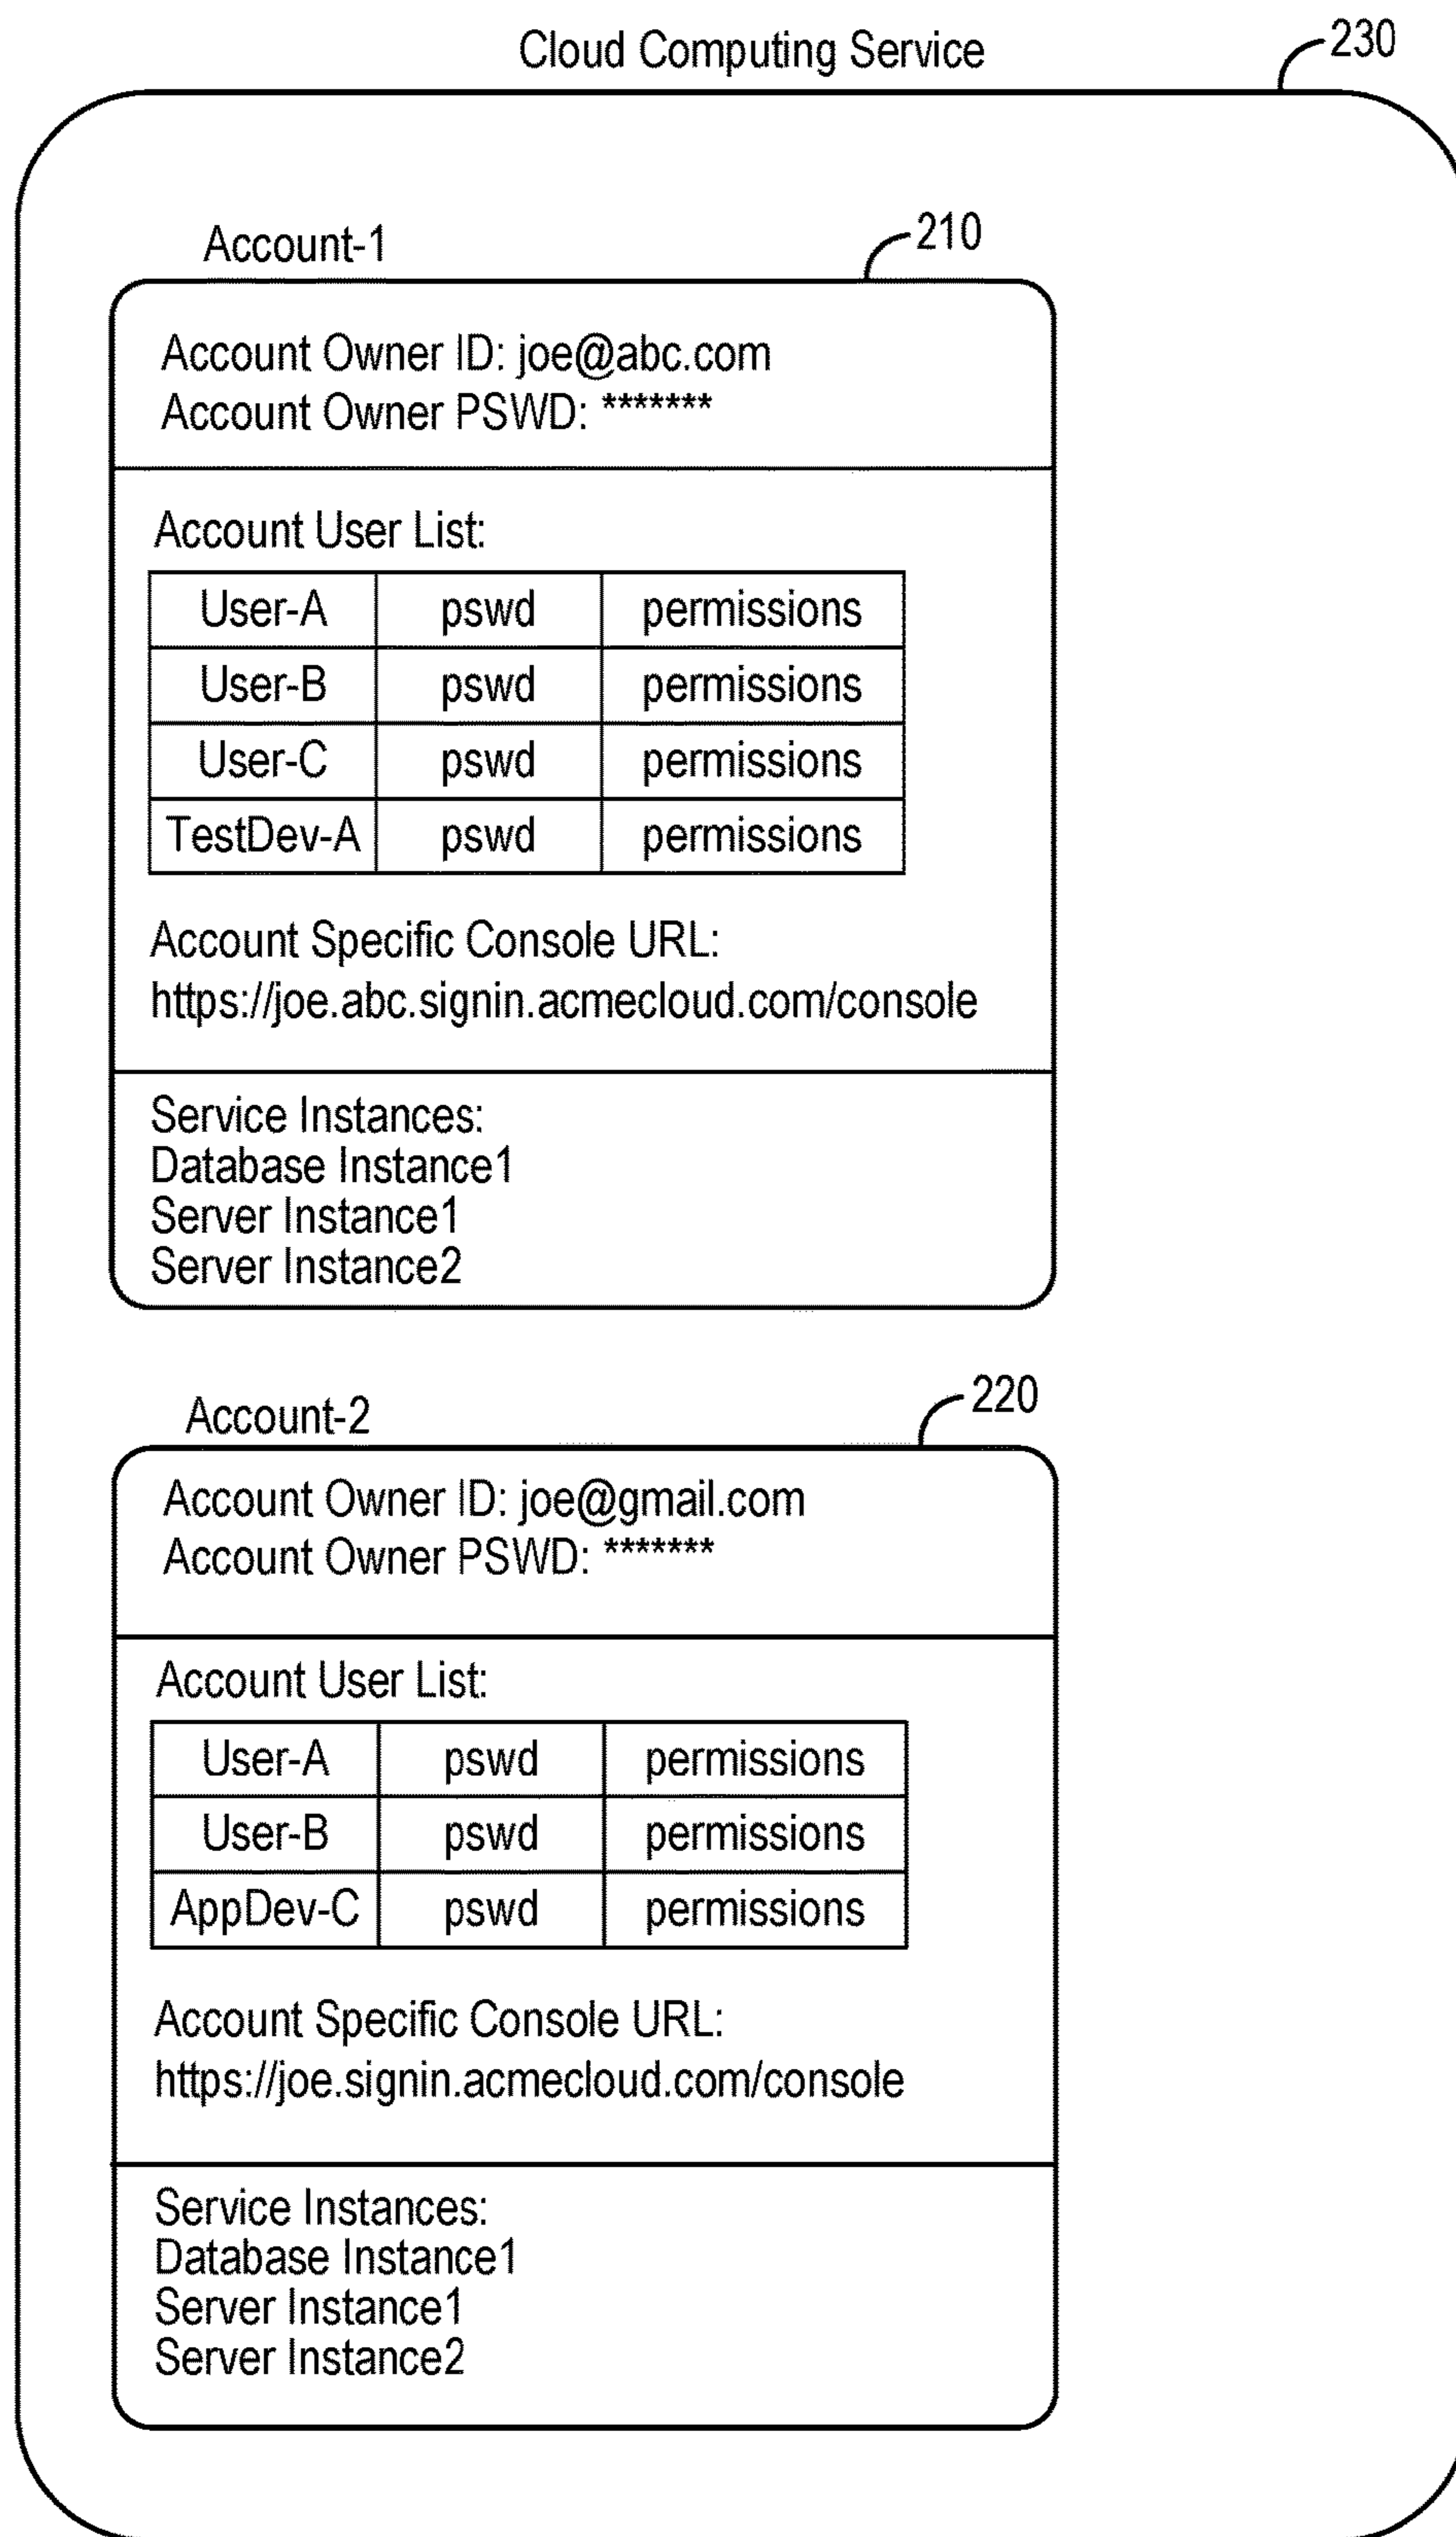 Cloud Computing Service
230
Account-1
210
Account Owner ID: joe@abc.com
Account Owner PSWD: *******
Account User List:
User-A pswd permissions
User-B pswd permissions
User-C pswd permissions
TestDev-A pswd permissions
Account Specific Console URL:
https://joe.abc.signin.acmecloud.com/console
Service Instances:
Database Instance1
Server Instance1
Server Instance2
Account-2
220
Account Owner ID: joe@gmail.com
Account Owner PSWD: *******
Account User List:
User-A pswd permissions
User-B pswd permissions
AppDev-C pswd permissions
Account Specific Console URL:
https://joe.signin.acmecloud.com/console
Service Instances:
Database Instance1
Server Instance1
Server Instance2